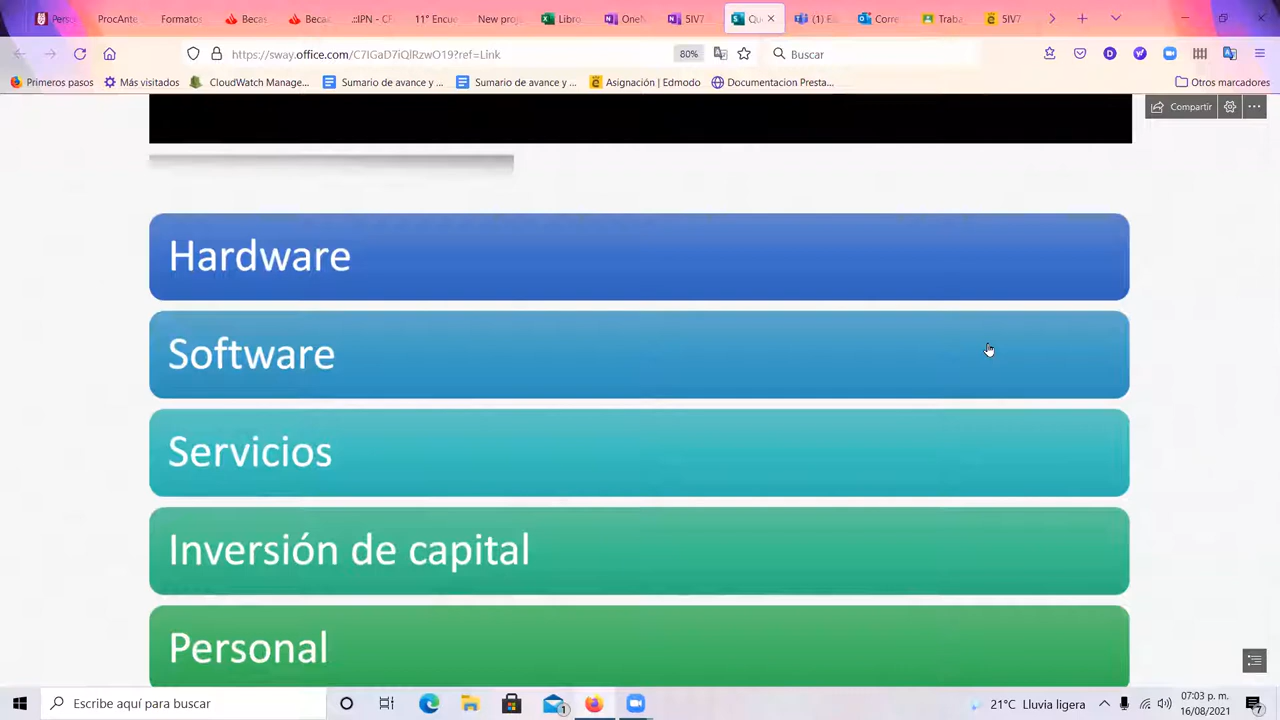 Perso
ProcAnte
Formatos
Becas
Becas
.::IPN - CF
11° Encue
New proj
Libro
OneN
5IV7
Qu
(1) E
Corre
Traba
5IV7
https://sway.office.com/C7IGaD7iQlRzwO19?ref=Link
80%
Buscar
Primeros pasos
Más visitados
CloudWatch Manage...
Sumario de avance y ...
Sumario de avance y ...
Asignación | Edmodo
Documentacion Presta...
Otros marcadores
Compartir
Hardware
Software
Servicios
Inversión de capital
Personal
Escribe aquí para buscar
1
21°C Lluvia ligera
07:03 p. m.
16/08/2021
7